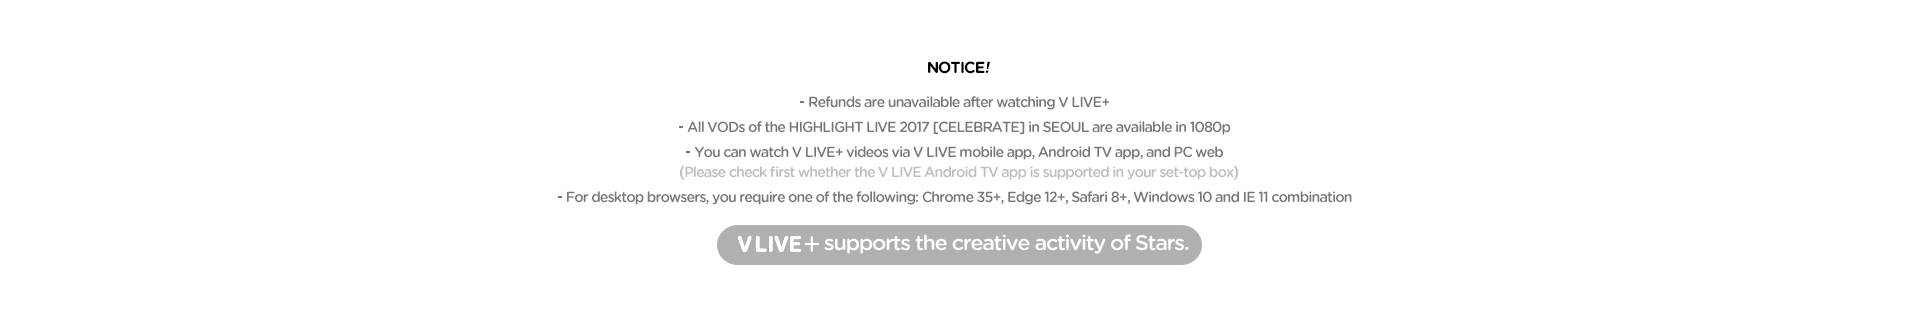 NOTICE!
- Refunds are unavailable after watching V LIVE+
- All VODs of the HIGHLIGHT LIVE 2017 [CELEBRATE] in SEOUL are available in 1080p
- You can watch V LIVE+ videos via V LIVE mobile app, Android TV app, and PC web
(Please check first whether the V LIVE Android TV app is supported in your set-top box)
- For desktop browsers, you require one of the following: Chrome 35+, Edge 12+, Safari 8+, Windows 10 and IE 11 combination
V LIVE+ supports the creative activity of Stars.